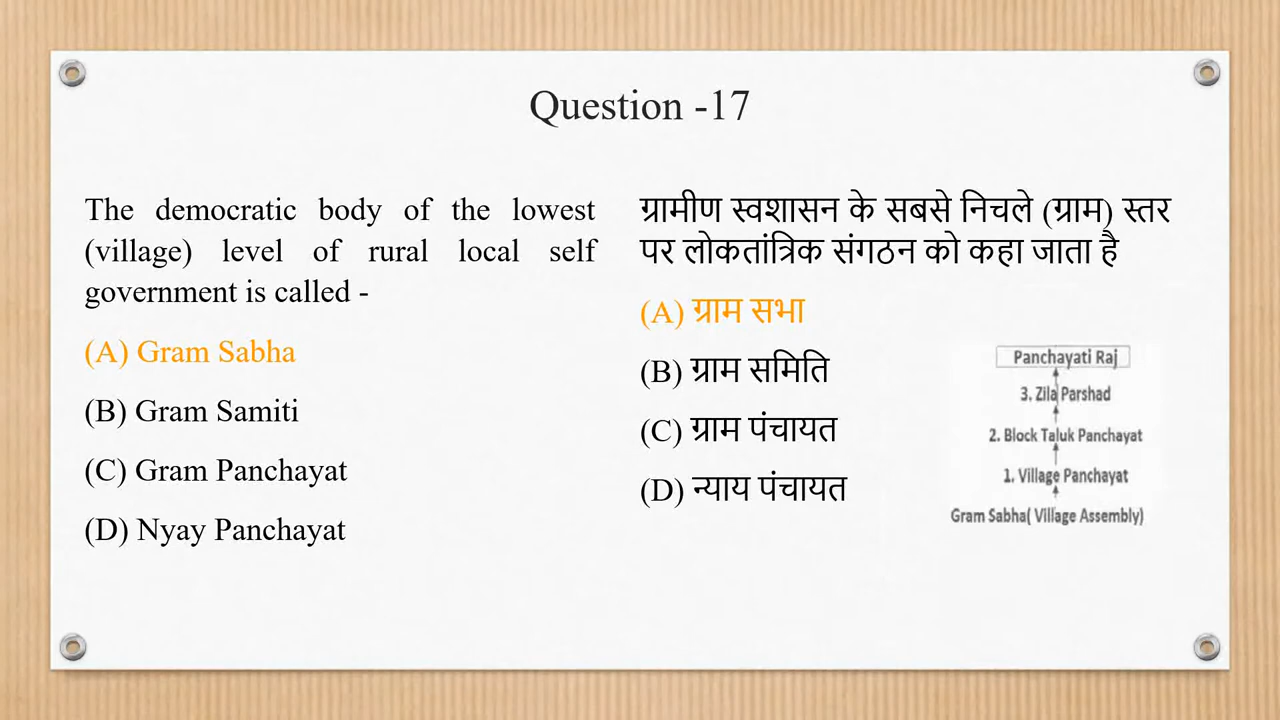 Question -17
The democratic body of the lowest
(village) level of rural local self
government is called -
(A) Gram Sabha
(B) Gram Samiti
(C) Gram Panchayat
(D) Nyay Panchayat
ग्रामीण स्वशासन के सबसे निचले (ग्राम) स्तर
पर लोकतांत्रिक संगठन को कहा जाता है
(A) ग्राम सभा
(B) ग्राम समिति
(C) ग्राम पंचायत
(D) न्याय पंचायत
Panchayati Raj
3. Zila Parshad
2. Block Taluk Panchayat
1. Village Panchayat
Gram Sabha( Village Assembly)